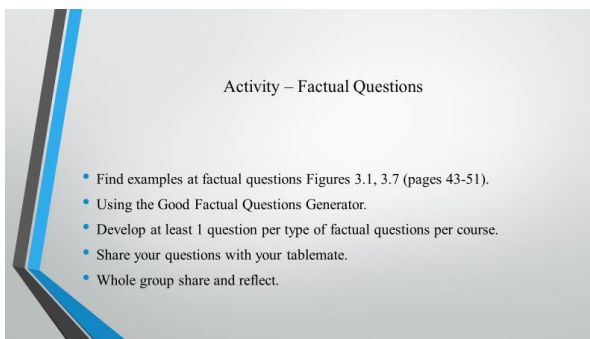 Activity – Factual Questions
• Find examples at factual questions Figures 3.1, 3.7 (pages 43-51).
• Using the Good Factual Questions Generator.
• Develop at least 1 question per type of factual questions per course.
• Share your questions with your tablemate.
• Whole group share and reflect.